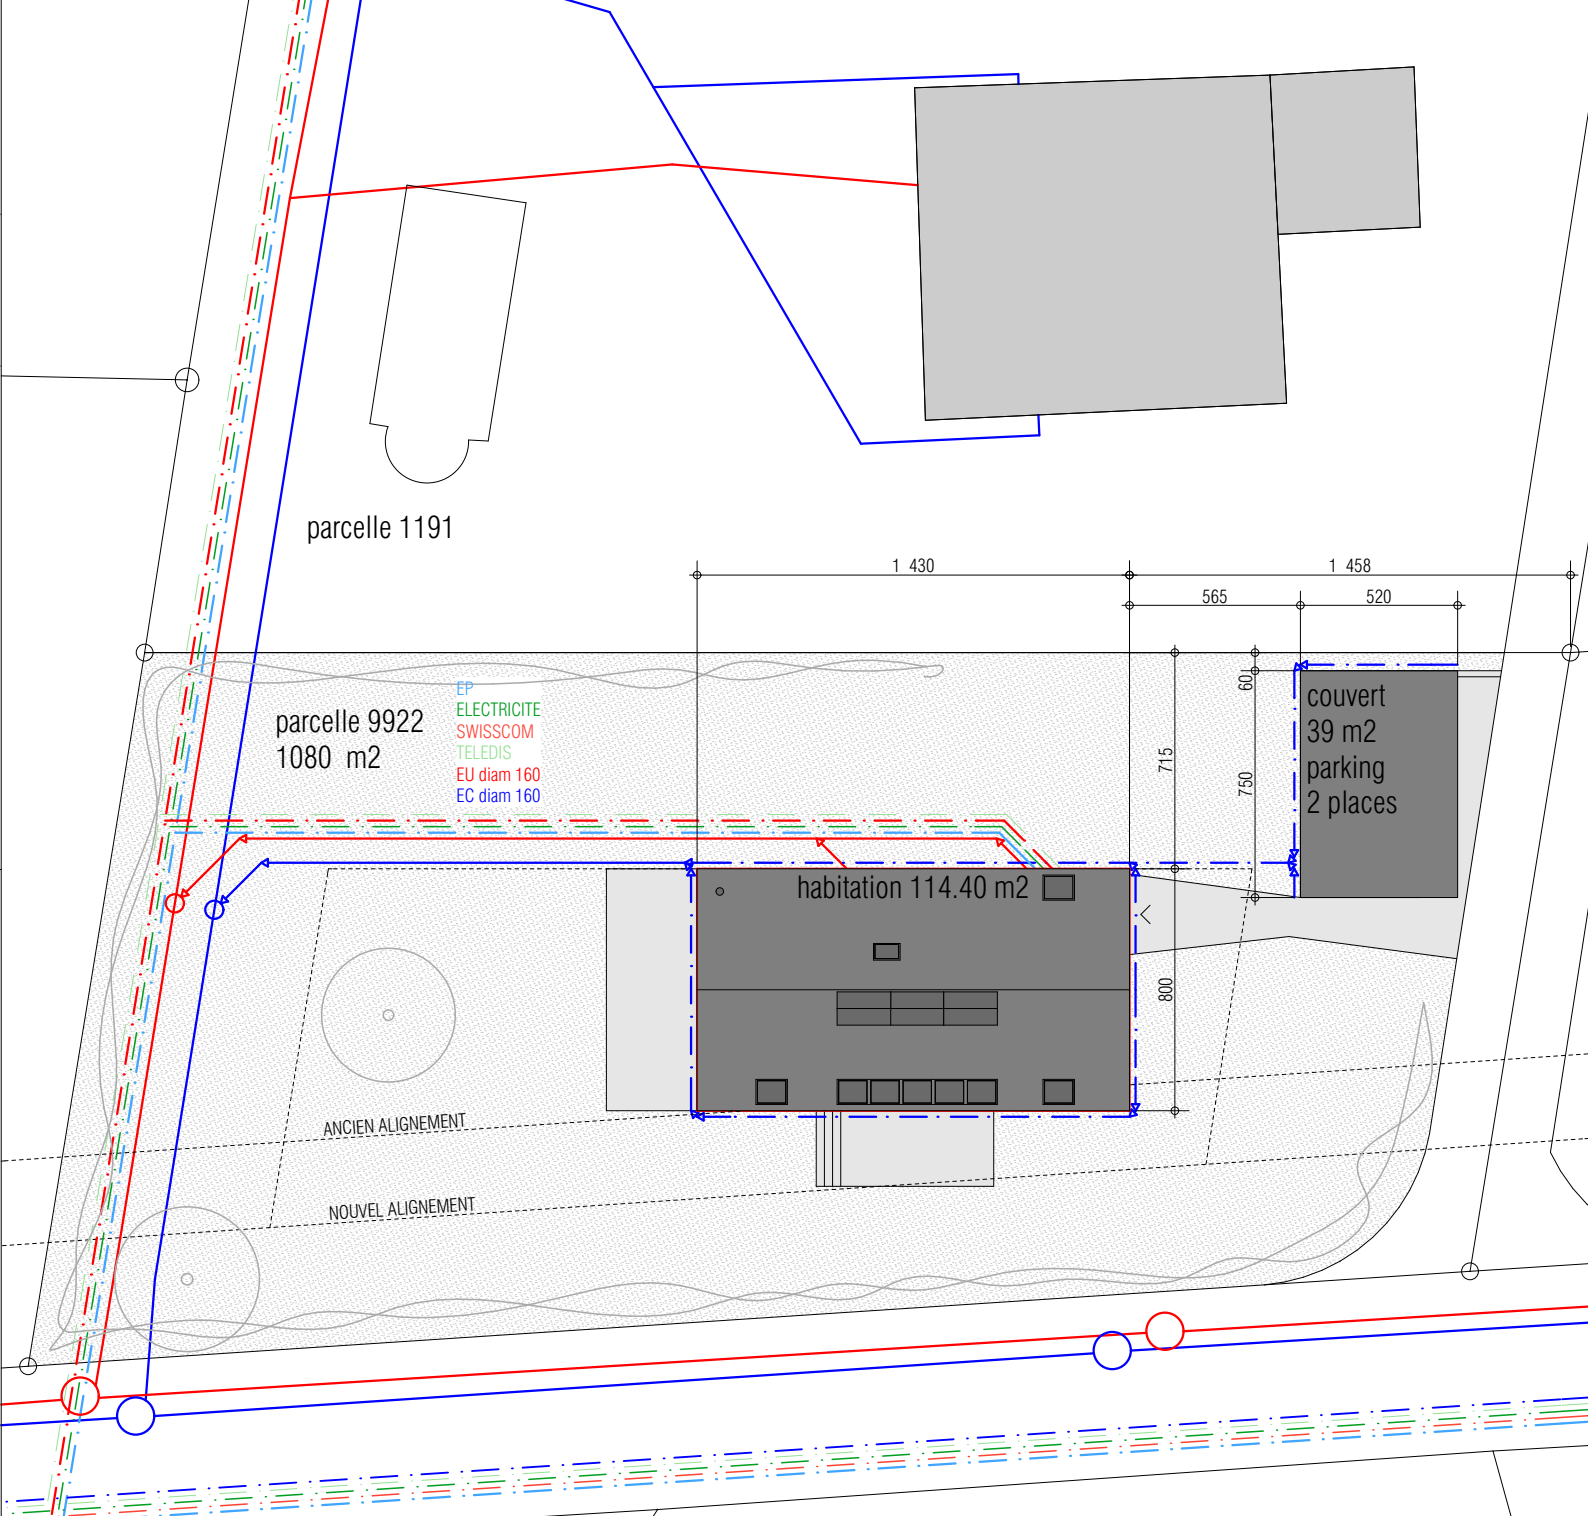 parcelle 1191
1 430
1 458
565
520
EP
ELECTRICITE
SWISSCOM
TELEDIS
EU diam 160
EC diam 160
parcelle 9922
1080 m2
60
715
750
couvert
39 m2
parking
2 places
habitation 114.40 m2
800
ANCIEN ALIGNEMENT
NOUVEL ALIGNEMENT